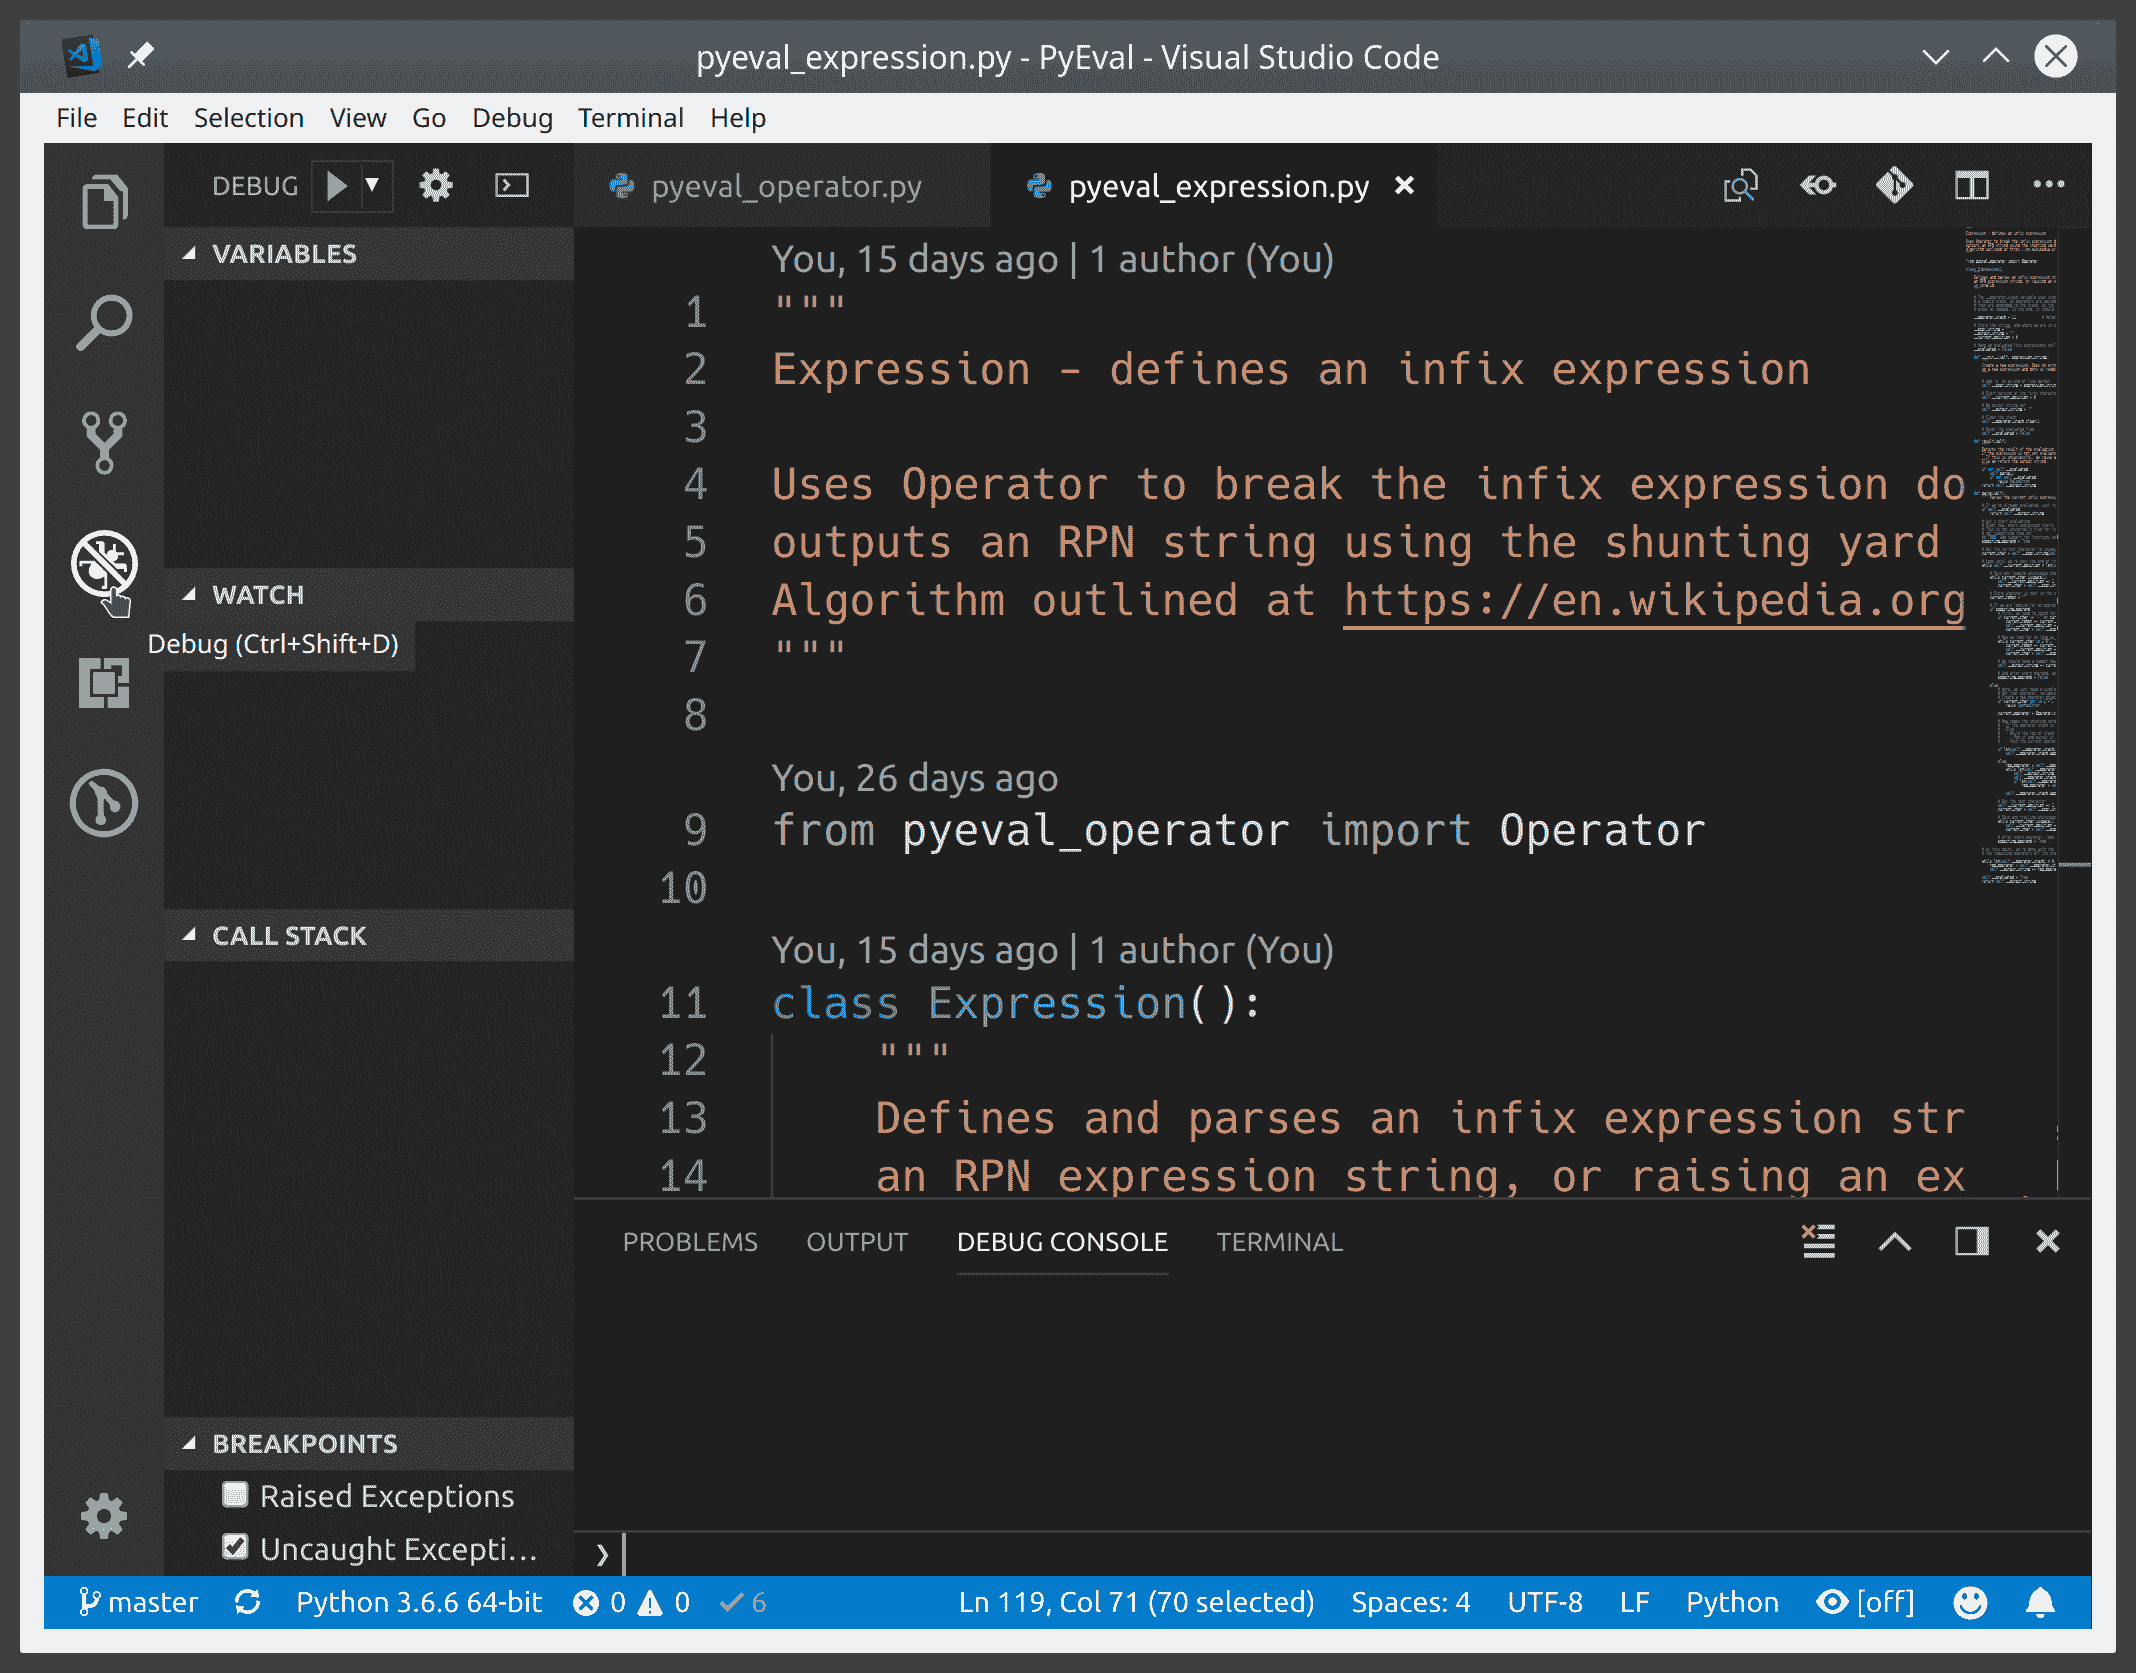 pyeval_expression.py - PyEval - Visual Studio Code
File Edit Selection View Go Debug Terminal Help
DEBUG
pyeval_operator.py
pyeval_expression.py
VARIABLES
WATCH
Debug (Ctrl+Shift+D)
CALL STACK
BREAKPOINTS
Raised Exceptions
Uncaught Excepti...
You, 15 days ago | 1 author (You)
1 """
2 Expression - defines an infix expression
3
4 Uses Operator to break the infix expression do
5 outputs an RPN string using the shunting yard
6 Algorithm outlined at https://en.wikipedia.org
7 """
8
You, 26 days ago
9 from pyeval_operator import Operator
10
You, 15 days ago | 1 author (You)
11 class Expression():
12 """
13 Defines and parses an infix expression str
14 an RPN expression string, or raising an ex
PROBLEMS OUTPUT DEBUG CONSOLE TERMINAL
master Python 3.6.6 64-bit 0 0 6 Ln 119, Col 71 (70 selected) Spaces: 4 UTF-8 LF Python [off]